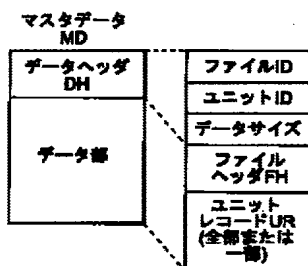 マスタデータ
MD
データヘッダ
DH
データ部
ファイルID
ユニットID
データサイズ
ファイル
ヘッダFH
ユニット
レコードUR
(全部または
一部)